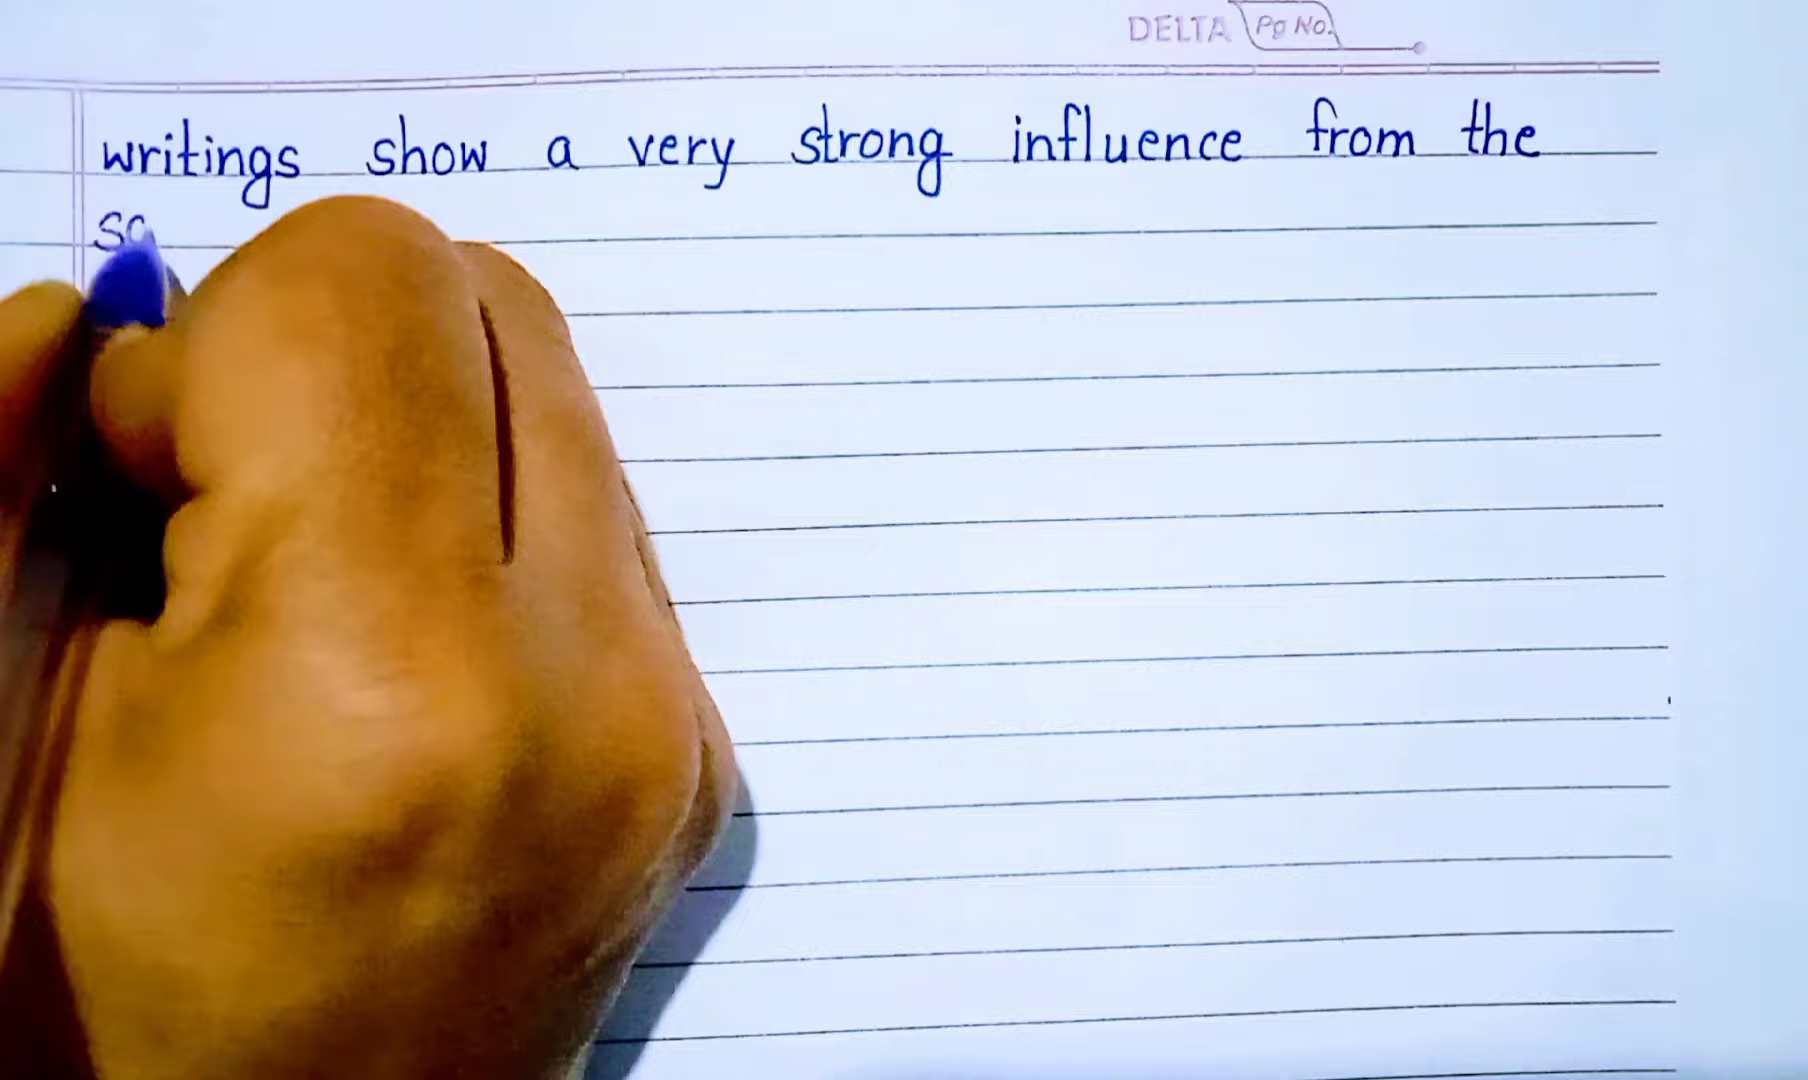 DELTA Pg No.
writings show a very strong influence from the